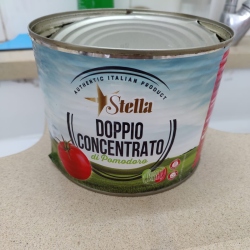 AUTHENTIC ITALIAN PRODUCT
Stella
DOPPIO
CONCENTRATO
di Pomodoro